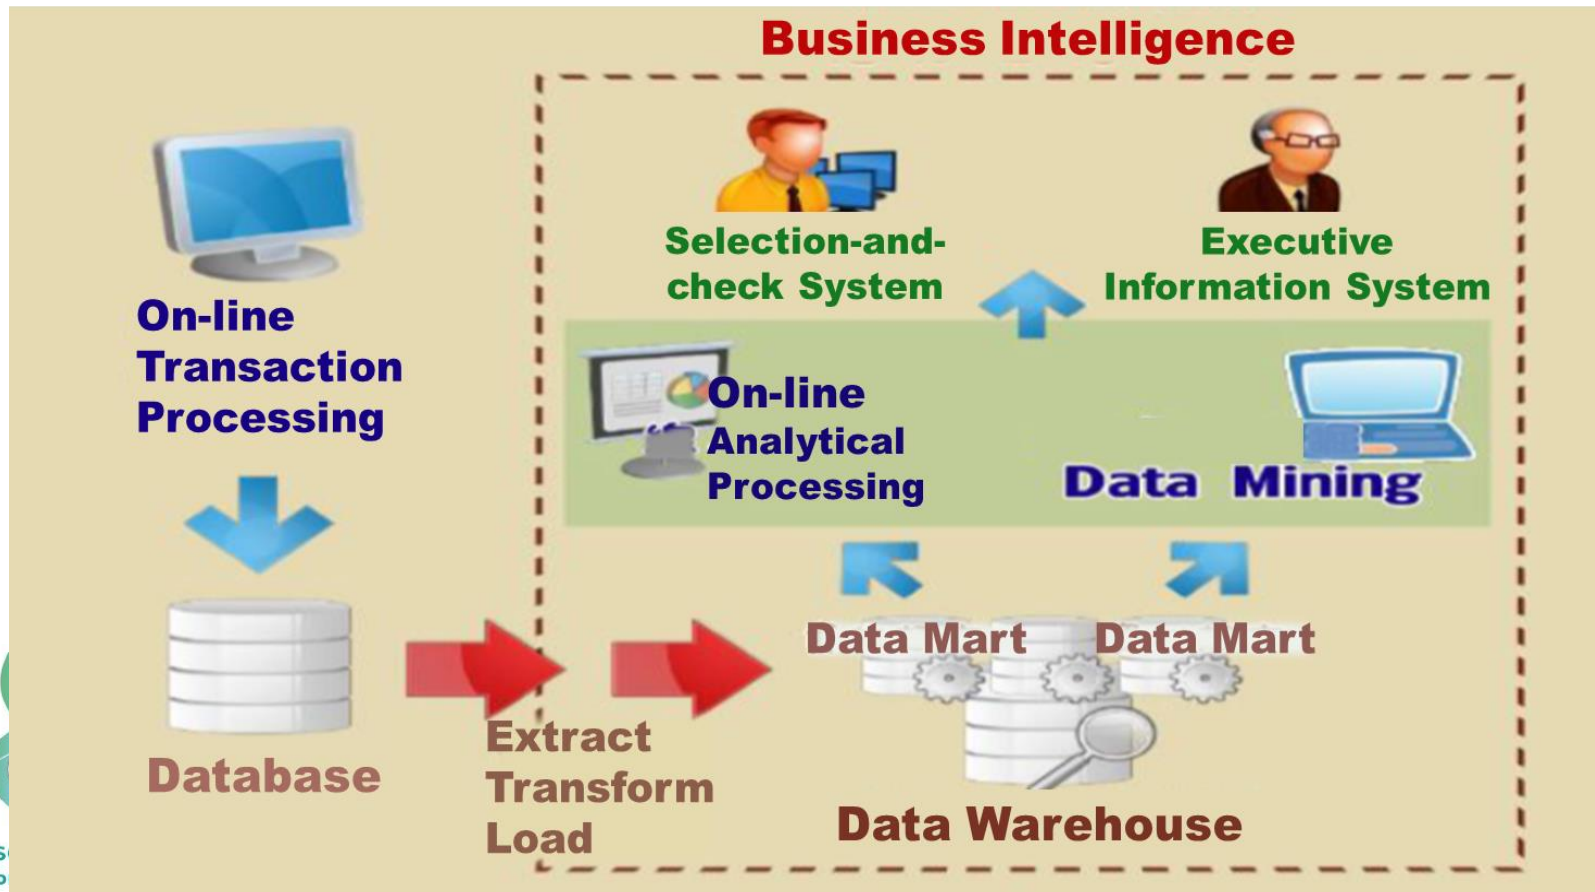 Business Intelligence
Selection-and-
check System
Executive
Information System
On-line
Transaction
Processing
On-line
Analytical
Processing
Data Mining
Data Mart
Data Mart
Database
Extract
Transform
Load
Data Warehouse